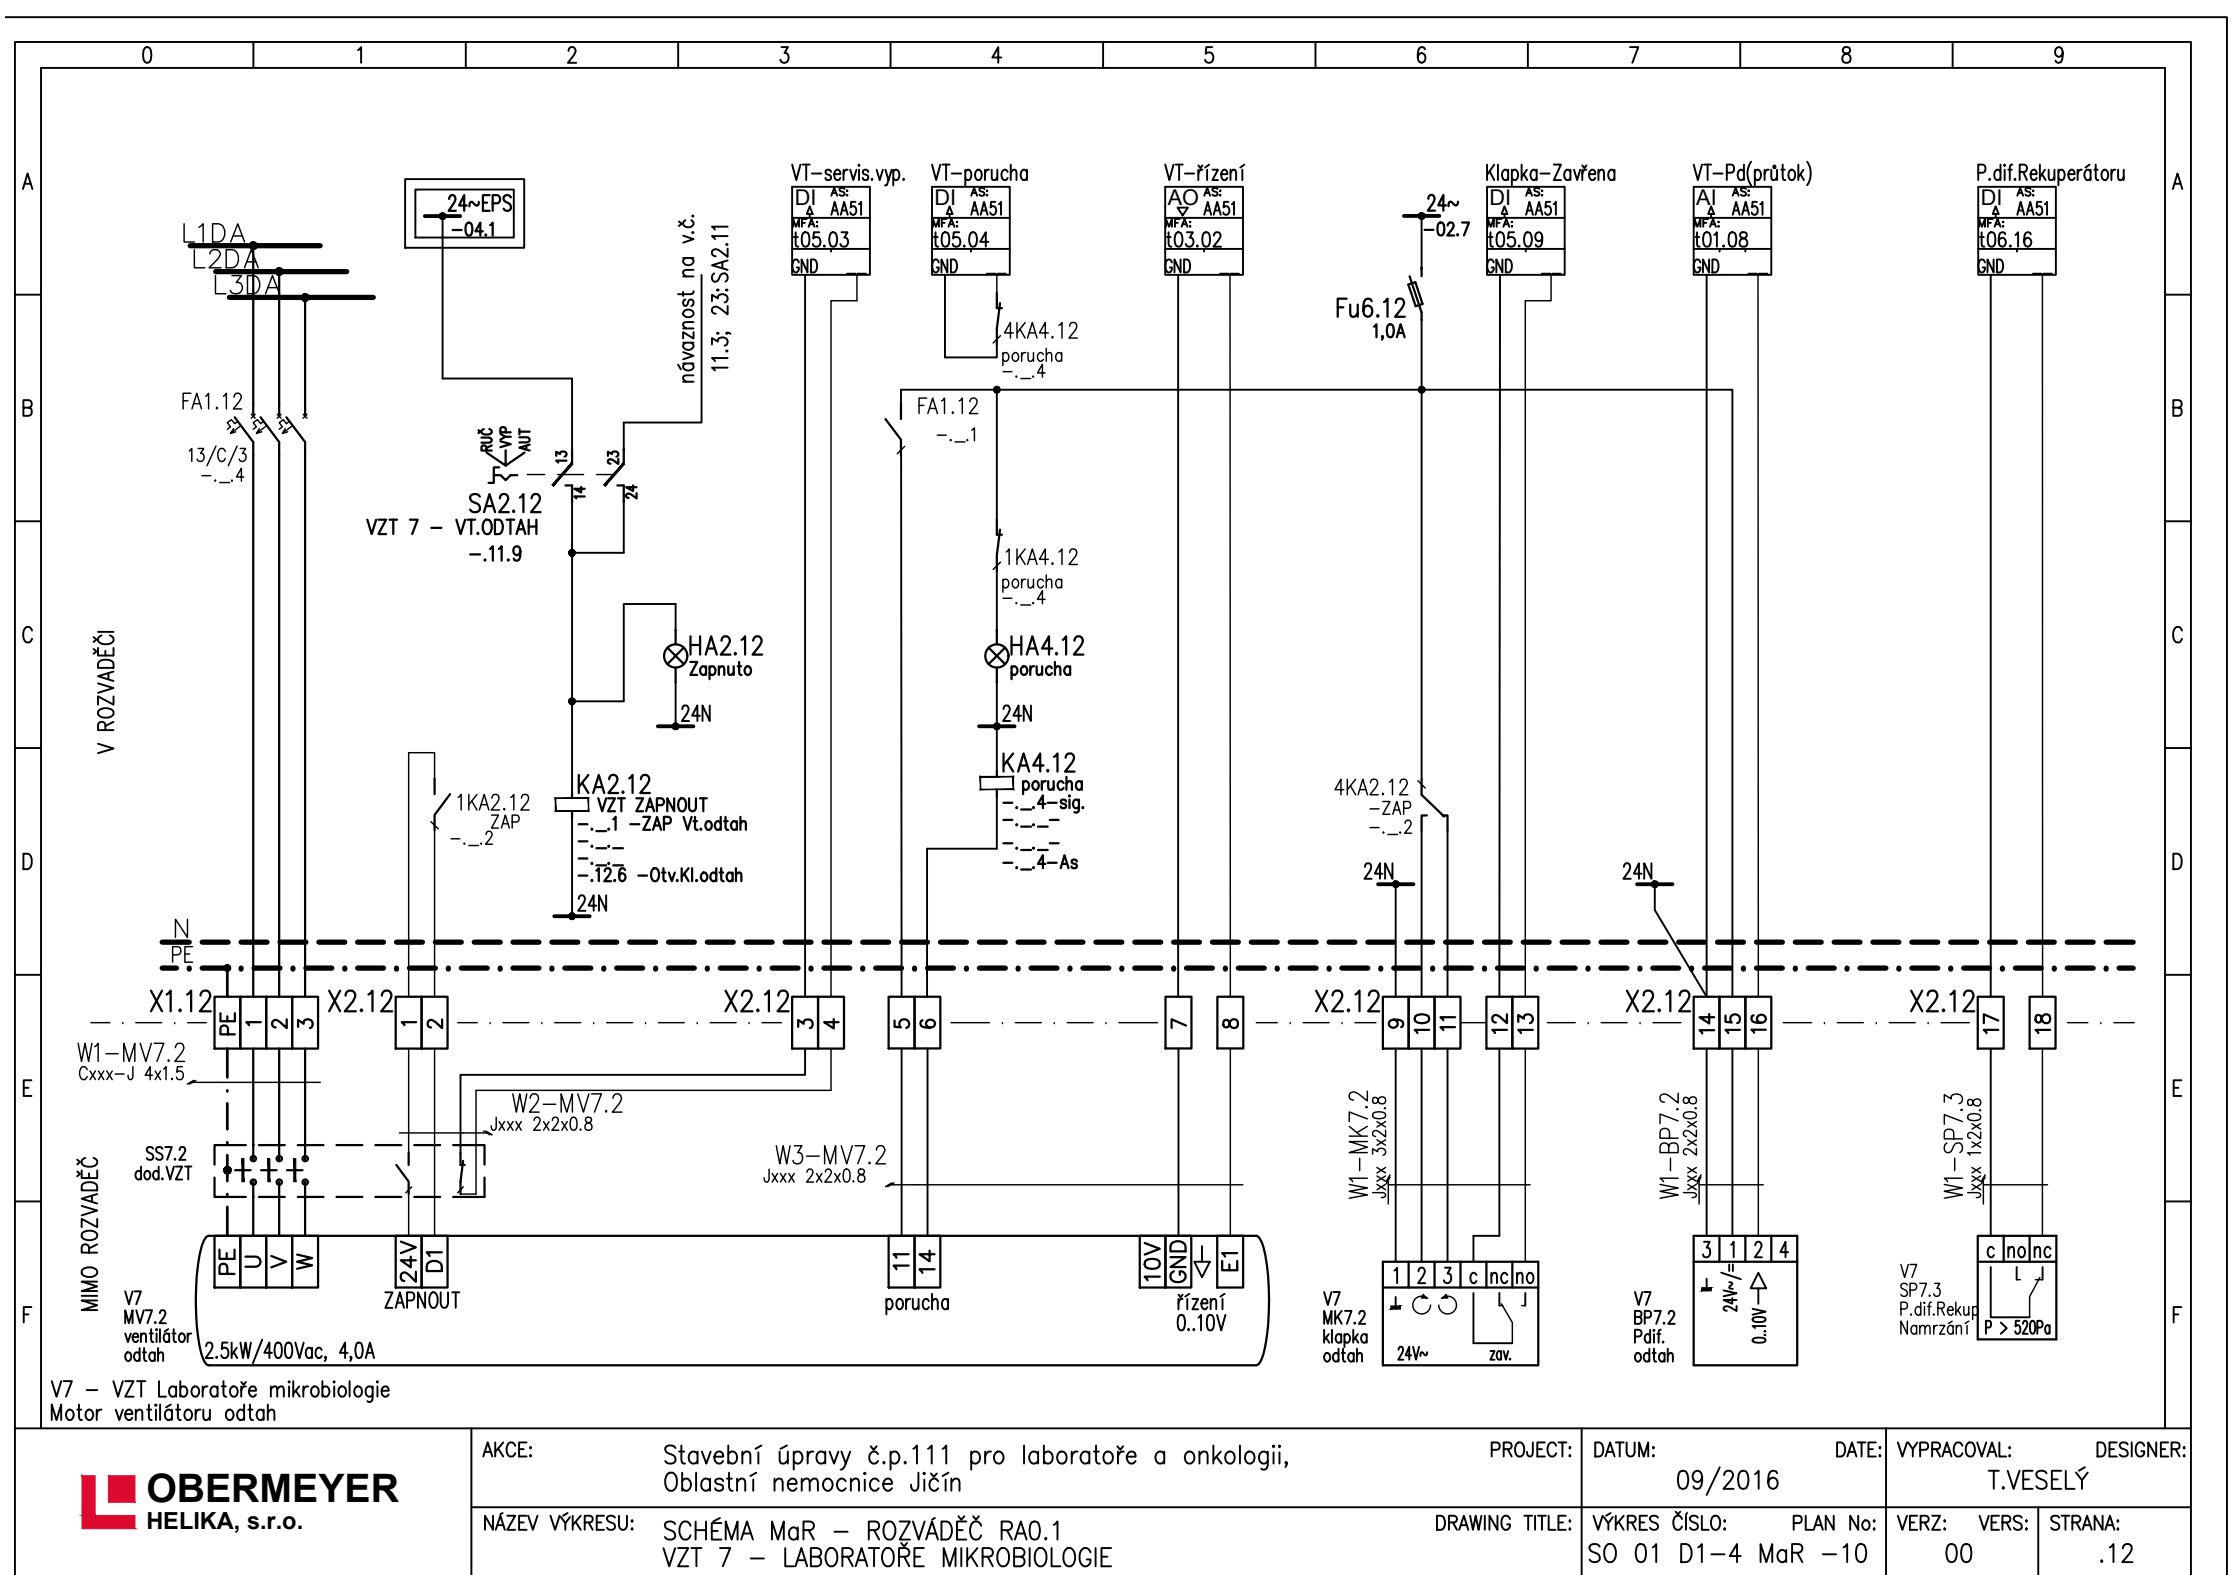 0 1 2 3 4 5 6 7 8 9
A A
B B
C C
D D
E E
F F
L1DA
L2DA
L3DA
FA1.12
13/C/3
-._.4
24~EPS
-04.1
návaznost na v.č.
11.3; 23: SA2.11
RUČ
VYP
AUT
13
14
23
24
SA2.12
VZT 7 - VT.ODTAH
-.11.9
HA2.12
Zapnuto
24N
KA2.12
VZT ZAPNOUT
-._.1 -ZAP Vt.odtah
-._._
-._._
-.12.6 -Otv.Kl.odtah
24N
1KA2.12
ZAP
-._.2
VT-servis.vyp.
DI AS:
AA51
MFA:
t05.03
GND __
VT-porucha
DI AS:
AA51
MFA:
t05.04
GND __
4KA4.12
porucha
-._.4
FA1.12
-._.1
1KA4.12
porucha
-._.4
HA4.12
porucha
24N
KA4.12
porucha
-._.4-sig.
-._._-
-._._-
-._.4-As
VT-řízení
AO AS:
AA51
MFA:
t03.02
GND __
24~
-02.7
Fu6.12
1,0A
Klapka-Zavřena
DI AS:
AA51
MFA:
t05.09
GND __
4KA2.12
-ZAP
-._.2
24N
VT-Pd(průtok)
AI AS:
AA51
MFA:
t01.08
GND __
24N
P.dif.Rekuperátoru
DI AS:
AA51
MFA:
t06.16
GND __
V ROZVADĚČI
N
PE
X1.12 PE 1 2 3
X2.12 1 2
X2.12 3 4
5 6
7 8
X2.12 9 10 11 12 13
X2.12 14 15 16
X2.12 17 18
MIMO ROZVADĚČ
W1-MV7.2
Cxxx-J 4x1.5
W2-MV7.2
Jxxx 2x2x0.8
W3-MV7.2
Jxxx 2x2x0.8
W1-MK7.2
Jxxx 3x2x0.8
W1-BP7.2
Jxxx 2x2x0.8
W1-SP7.3
Jxxx 1x2x0.8
SS7.2
dod.VZT
PE U V W
24V D1
ZAPNOUT
11 14
porucha
10V GND E1
řízení
0..10V
V7
MV7.2
ventilátor
odtah
2.5kW/400Vac, 4,0A
V7
MK7.2
klapka
odtah
1 2 3 c nc no
24V~ zav.
V7
BP7.2
Pdif.
odtah
3 1 2 4
24V~/=
0..10V
V7
SP7.3
P.dif.Rekup
Namrzání
c no nc
P > 520Pa
V7 - VZT Laboratoře mikrobiologie
Motor ventilátoru odtah
OBERMEYER
HELIKA, s.r.o.
AKCE: PROJECT:
Stavební úpravy č.p.111 pro laboratoře a onkologii,
Oblastní nemocnice Jičín
DATUM: DATE:
09/2016
VYPRACOVAL: DESIGNER:
T.VESELÝ
NÁZEV VÝKRESU: DRAWING TITLE:
SCHÉMA MaR - ROZVÁDĚČ RA0.1
VZT 7 - LABORATOŘE MIKROBIOLOGIE
VÝKRES ČÍSLO: PLAN No:
SO 01 D1-4 MaR -10
VERZ: VERS:
00
STRANA:
.12